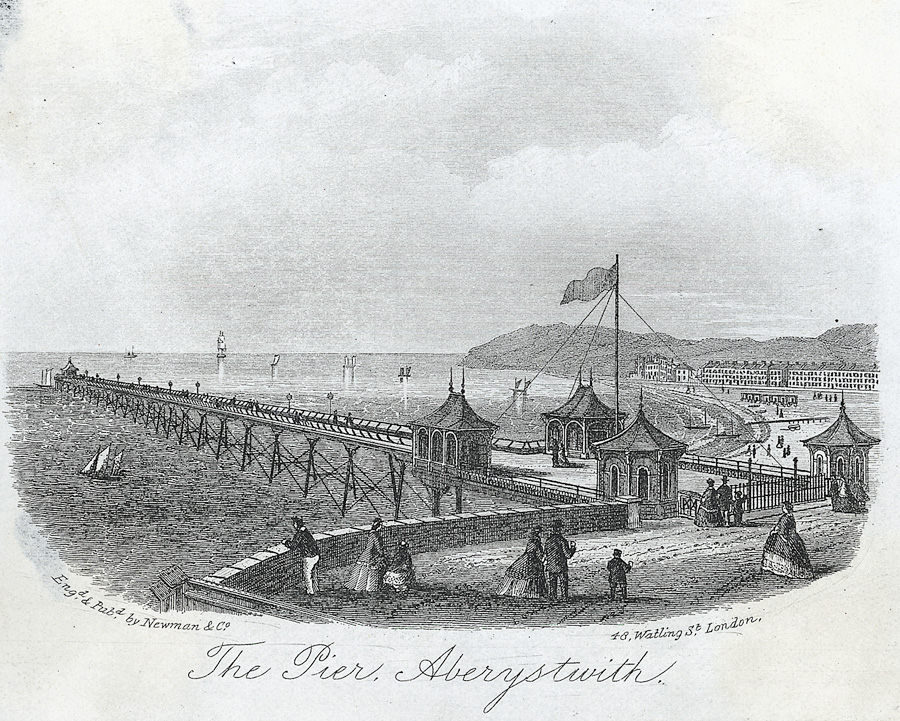 Engd & Pubd by Newman & Co.
48, Watling St. London.
The Pier, Aberystwith.